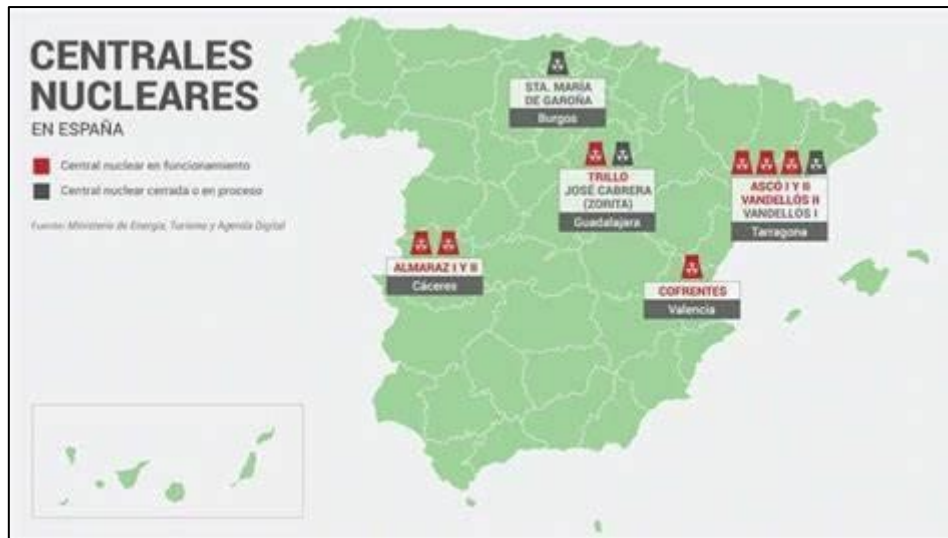 CENTRALES
NUCLEARES
EN ESPAÑA
Central nuclear en funcionamiento
Central nuclear cerrada o en proceso
Fuente: Ministerio de Energía, Turismo y Agenda Digital
STA. MARÍA
DE GAROÑA
Burgos
TRILLO
JOSÉ CABRERA
(ZORITA)
Guadalajara
ASCÓ I Y II
VANDELLÓS II
VANDELLÓS I
Tarragona
ALMARAZ I Y II
Cáceres
COFRENTES
Valencia